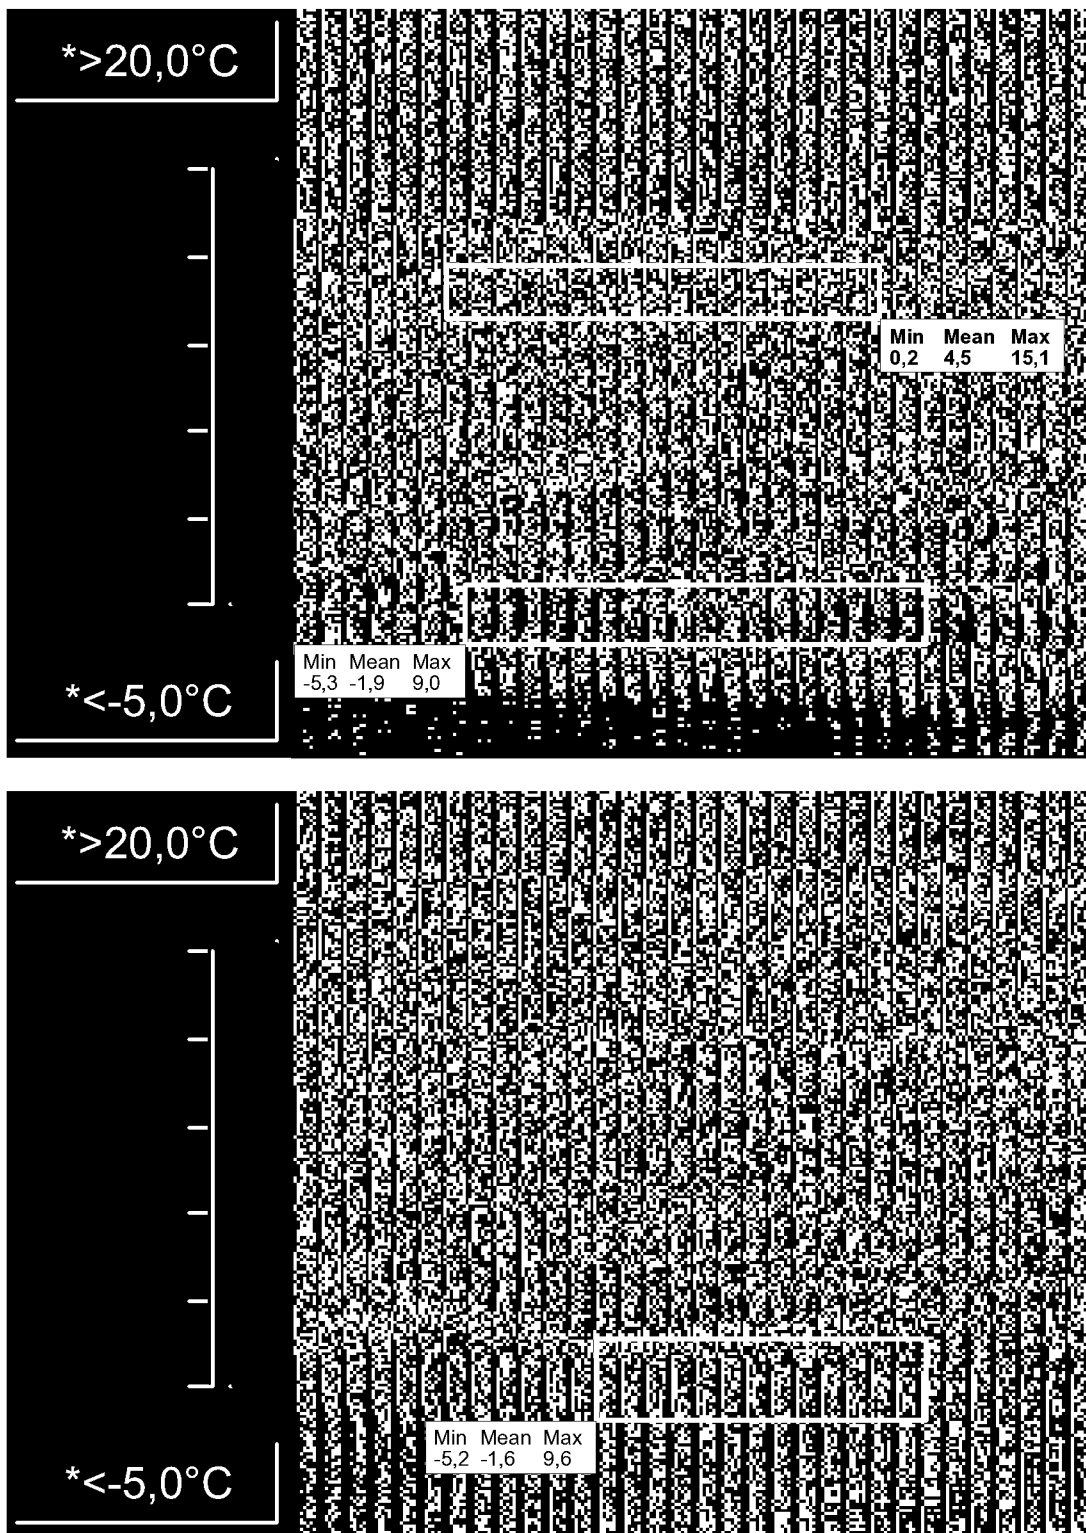 *>20,0°C
Min Mean Max
0,2 4,5 15,1
Min Mean Max
-5,3 -1,9 9,0
*<-5,0°C
*>20,0°C
Min Mean Max
-5,2 -1,6 9,6
*<-5,0°C